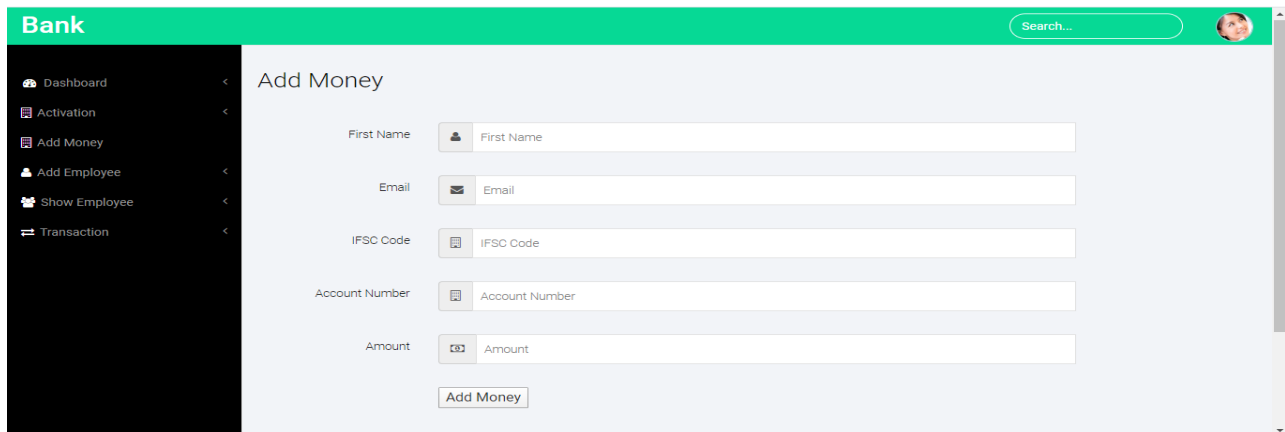 Bank
Search...
Dashboard
Activation
Add Money
Add Employee
Show Employee
Transaction
Add Money
First Name
First Name
Email
Email
IFSC Code
IFSC Code
Account Number
Account Number
Amount
Amount
Add Money